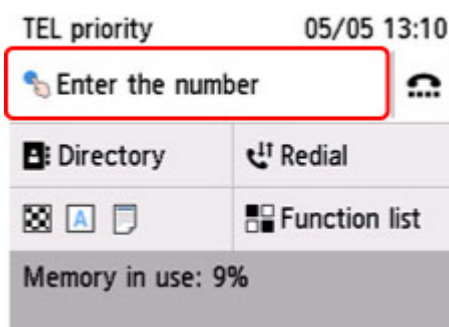 TEL priority 05/05 13:10
Enter the number
Directory Redial
A Function list
Memory in use: 9%